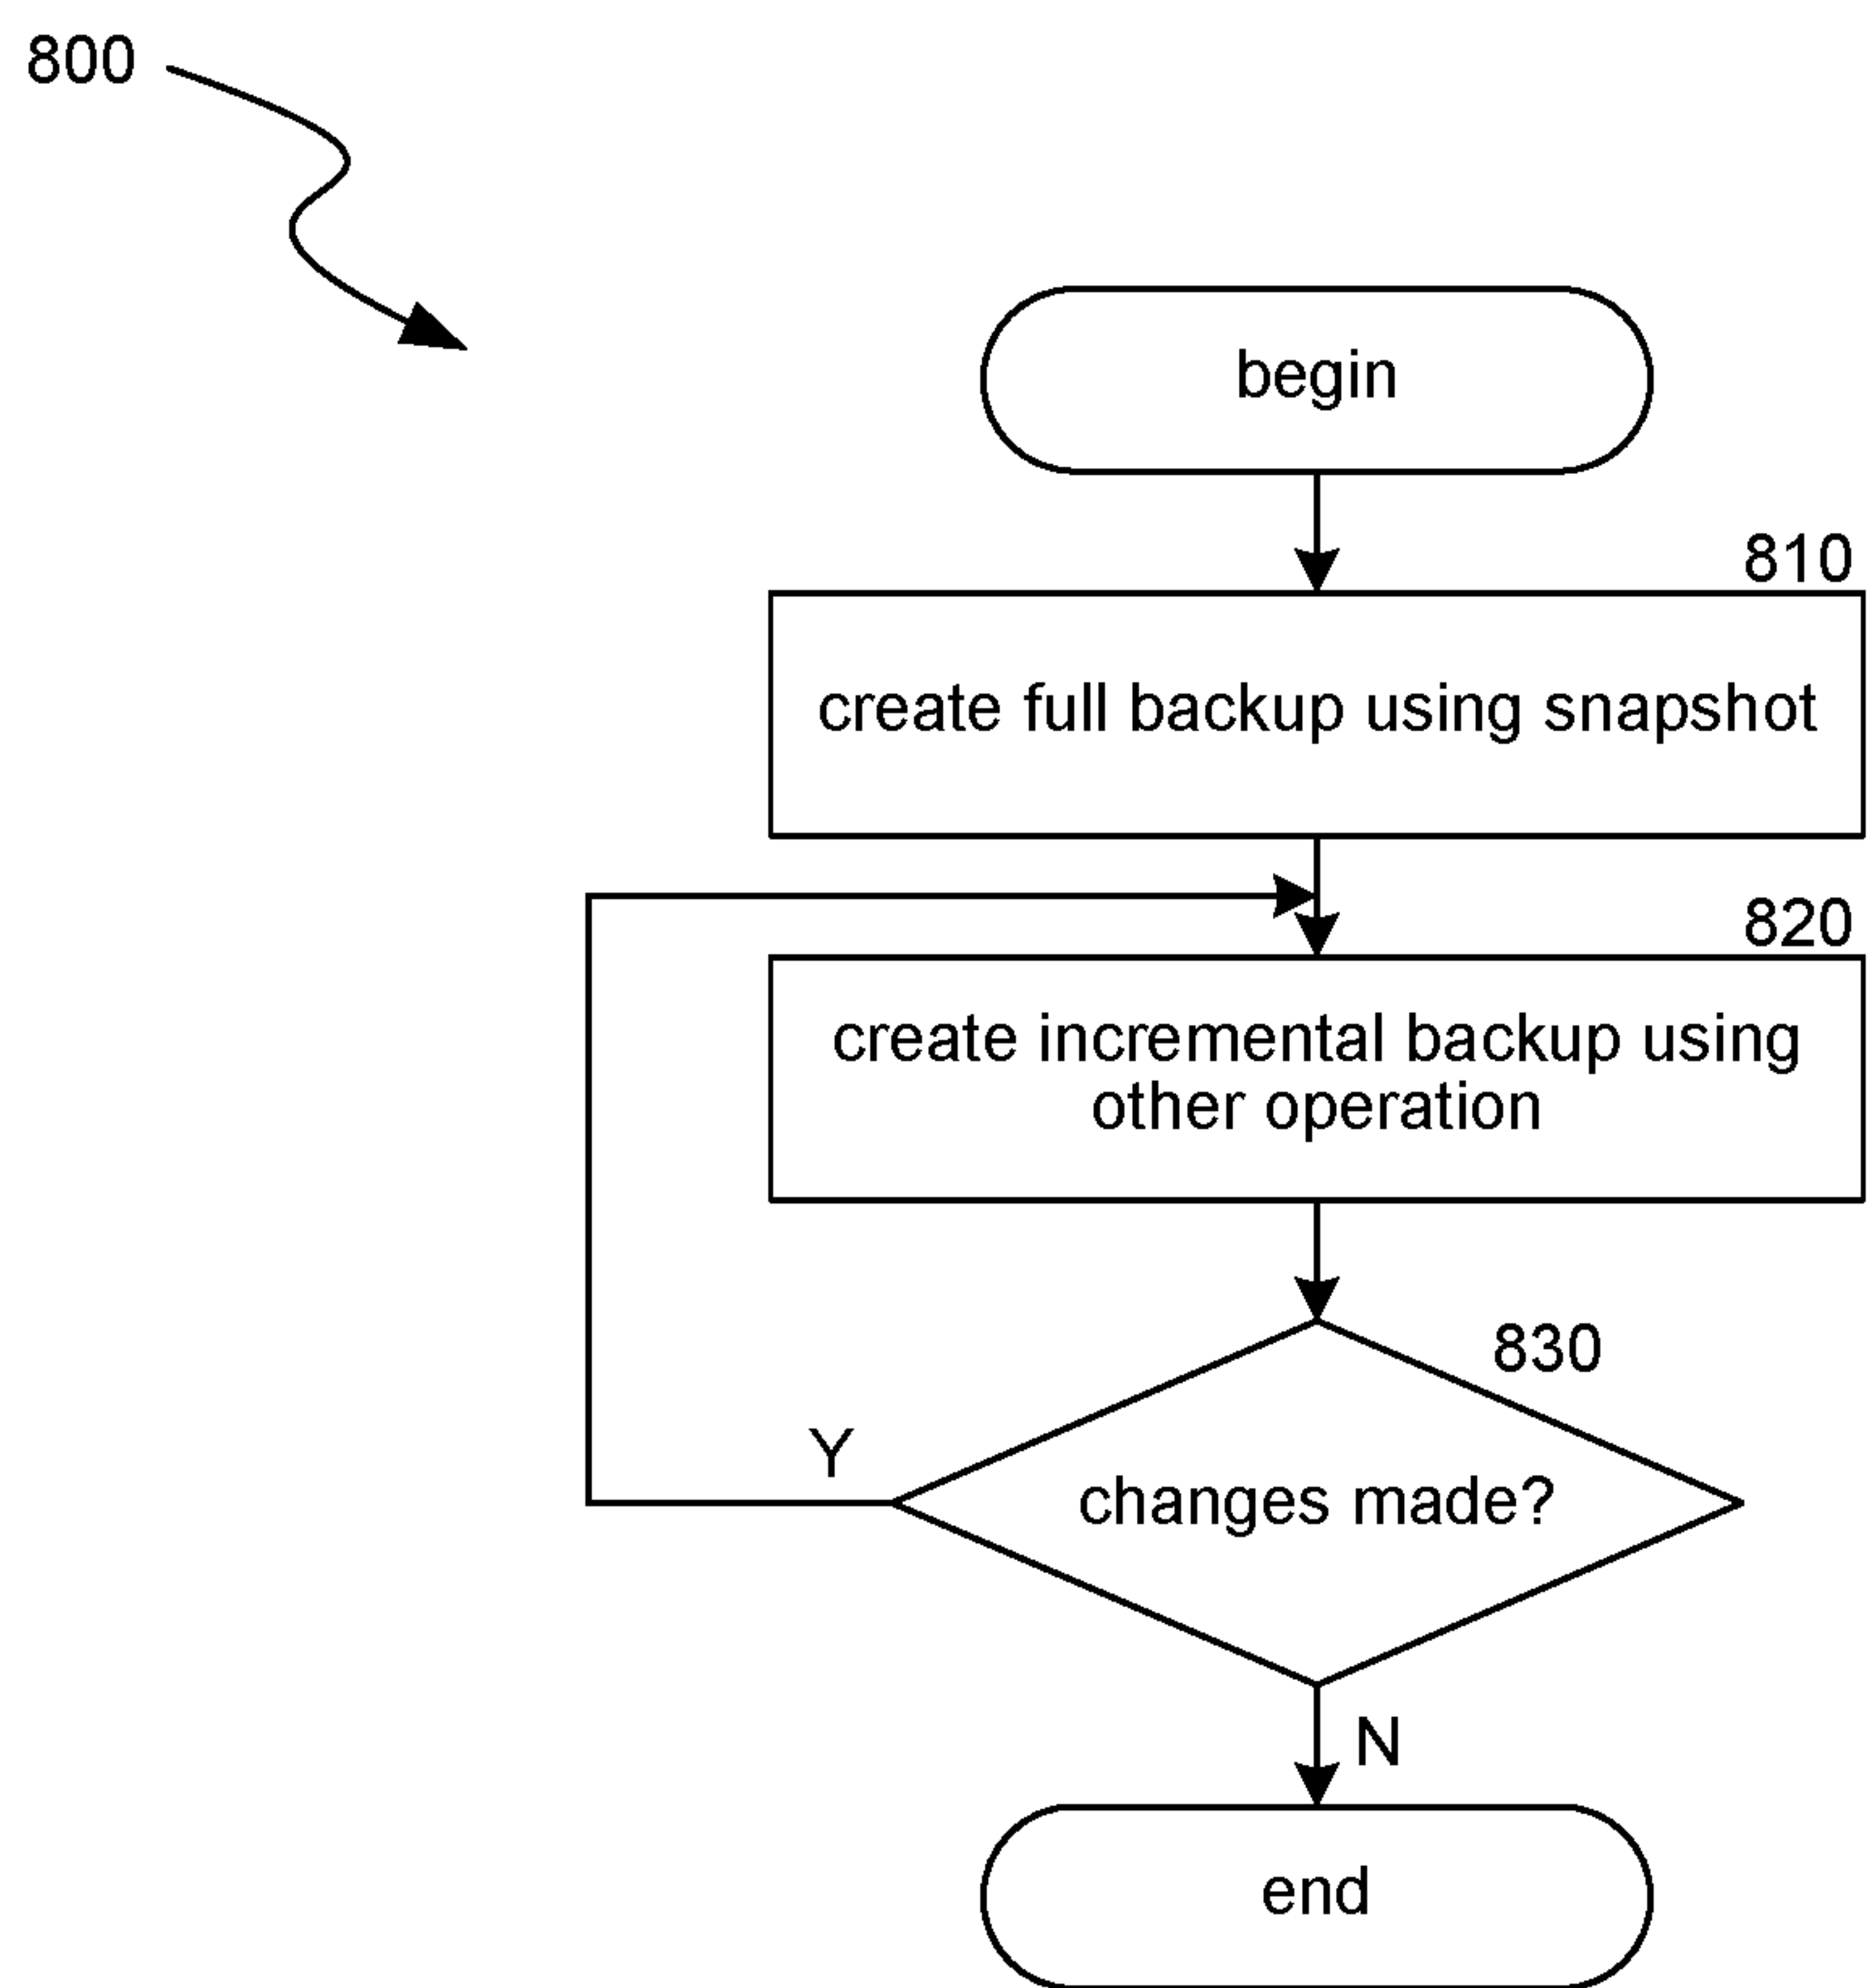 800
begin
810
create full backup using snapshot
820
create incremental backup using
other operation
830
changes made?
Y
N
end